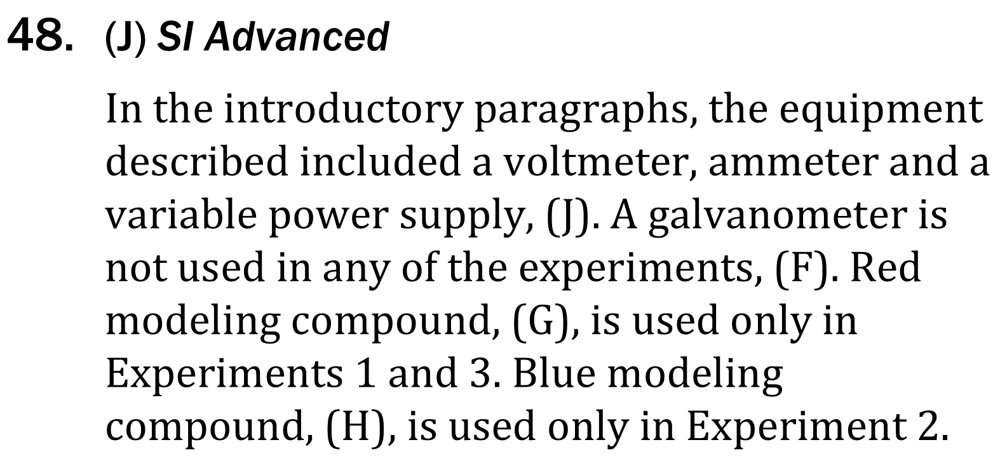 48. (J) SI Advanced
In the introductory paragraphs, the equipment
described included a voltmeter, ammeter and a
variable power supply, (J). A galvanometer is
not used in any of the experiments, (F). Red
modeling compound, (G), is used only in
Experiments 1 and 3. Blue modeling
compound, (H), is used only in Experiment 2.